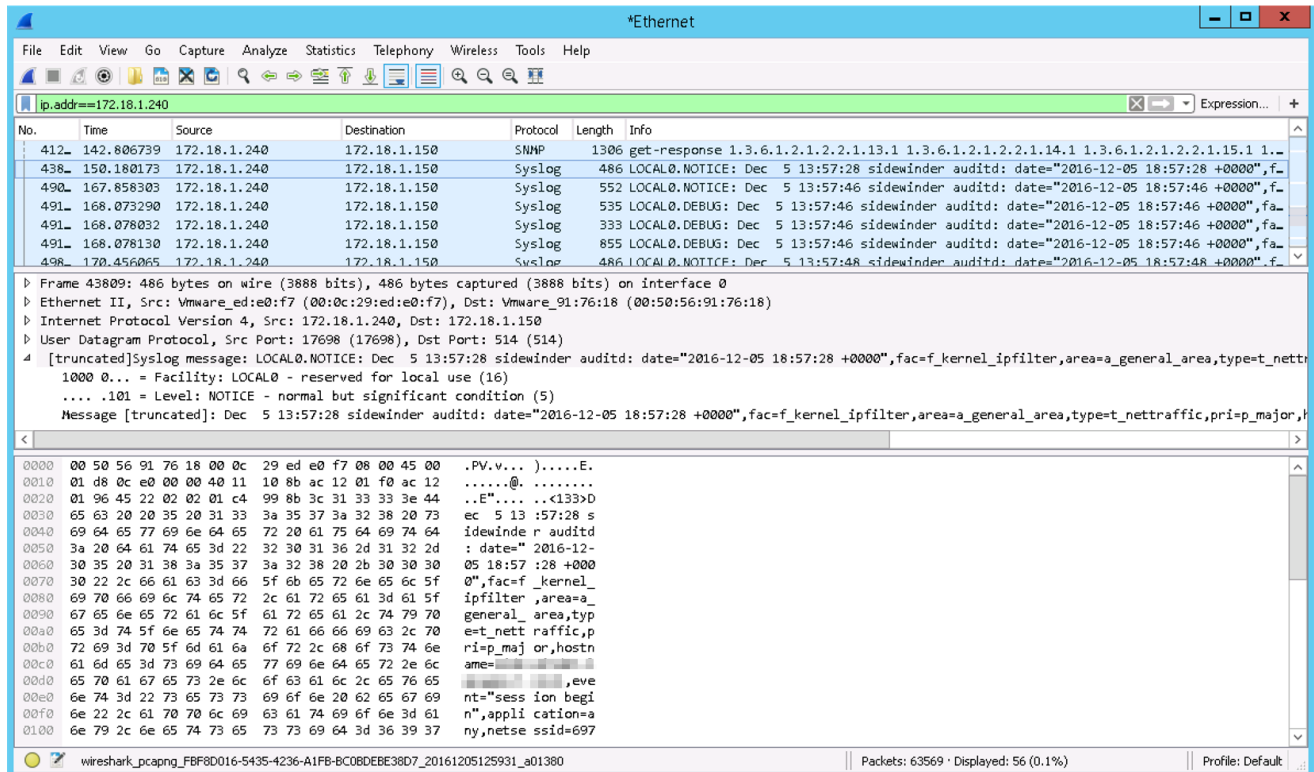 *Ethernet
File Edit View Go Capture Analyze Statistics Telephony Wireless Tools Help
ip.addr==172.18.1.240 Expression... +
No. Time Source Destination Protocol Length Info
412… 142.806739 172.18.1.240 172.18.1.150 SNMP 1306 get-response 1.3.6.1.2.1.2.2.1.13.1 1.3.6.1.2.1.2.2.1.14.1 1.3.6.1.2.1.2.2.1.15.1 1.…
438… 150.180173 172.18.1.240 172.18.1.150 Syslog 486 LOCAL0.NOTICE: Dec  5 13:57:28 sidewinder auditd: date="2016-12-05 18:57:28 +0000",f…
490… 167.858303 172.18.1.240 172.18.1.150 Syslog 552 LOCAL0.NOTICE: Dec  5 13:57:46 sidewinder auditd: date="2016-12-05 18:57:46 +0000",f…
491… 168.073290 172.18.1.240 172.18.1.150 Syslog 535 LOCAL0.DEBUG: Dec  5 13:57:46 sidewinder auditd: date="2016-12-05 18:57:46 +0000",fa…
491… 168.078032 172.18.1.240 172.18.1.150 Syslog 333 LOCAL0.DEBUG: Dec  5 13:57:46 sidewinder auditd: date="2016-12-05 18:57:46 +0000",fa…
491… 168.078130 172.18.1.240 172.18.1.150 Syslog 855 LOCAL0.DEBUG: Dec  5 13:57:46 sidewinder auditd: date="2016-12-05 18:57:46 +0000",fa…
498… 170.456065 172.18.1.240 172.18.1.150 Syslog 486 LOCAL0.NOTICE: Dec  5 13:57:48 sidewinder auditd: date="2016-12-05 18:57:48 +0000",f…
Frame 43809: 486 bytes on wire (3888 bits), 486 bytes captured (3888 bits) on interface 0
Ethernet II, Src: Vmware_ed:e0:f7 (00:0c:29:ed:e0:f7), Dst: Vmware_91:76:18 (00:50:56:91:76:18)
Internet Protocol Version 4, Src: 172.18.1.240, Dst: 172.18.1.150
User Datagram Protocol, Src Port: 17698 (17698), Dst Port: 514 (514)
[truncated]Syslog message: LOCAL0.NOTICE: Dec  5 13:57:28 sidewinder auditd: date="2016-12-05 18:57:28 +0000",fac=f_kernel_ipfilter,area=a_general_area,type=t_nettr
1000 0... = Facility: LOCAL0 - reserved for local use (16)
.... .101 = Level: NOTICE - normal but significant condition (5)
Message [truncated]: Dec  5 13:57:28 sidewinder auditd: date="2016-12-05 18:57:28 +0000",fac=f_kernel_ipfilter,area=a_general_area,type=t_nettraffic,pri=p_major,h
0000 00 50 56 91 76 18 00 0c 29 ed e0 f7 08 00 45 00 .PV.v... ).....E.
0010 01 d8 0c e0 00 00 40 11 10 8b ac 12 01 f0 ac 12 ......@. ........
0020 01 96 45 22 02 02 01 c4 99 8b 3c 31 33 33 3e 44 ..E".... ..<133>D
0030 65 63 20 20 35 20 31 33 3a 35 37 3a 32 38 20 73 ec  5 13 :57:28 s
0040 69 64 65 77 69 6e 64 65 72 20 61 75 64 69 74 64 idewinde r auditd
0050 3a 20 64 61 74 65 3d 22 32 30 31 36 2d 31 32 2d : date=" 2016-12-
0060 30 35 20 31 38 3a 35 37 3a 32 38 20 2b 30 30 30 05 18:57 :28 +000
0070 30 22 2c 66 61 63 3d 66 5f 6b 65 72 6e 65 6c 5f 0",fac=f _kernel_
0080 69 70 66 69 6c 74 65 72 2c 61 72 65 61 3d 61 5f ipfilter ,area=a_
0090 67 65 6e 65 72 61 6c 5f 61 72 65 61 2c 74 79 70 general_ area,typ
00a0 65 3d 74 5f 6e 65 74 74 72 61 66 66 69 63 2c 70 e=t_nett raffic,p
00b0 72 69 3d 70 5f 6d 61 6a 6f 72 2c 68 6f 73 74 6e ri=p_maj or,hostn
00c0 61 6d 65 3d 73 69 64 65 77 69 6e 64 65 72 2e 6c ame=
00d0 65 70 61 67 65 73 2e 6c 6f 63 61 6c 2c 65 76 65 ,eve
00e0 6e 74 3d 22 73 65 73 73 69 6f 6e 20 62 65 67 69 nt="sess ion begi
00f0 6e 22 2c 61 70 70 6c 69 63 61 74 69 6f 6e 3d 61 n",appli cation=a
0100 6e 79 2c 6e 65 74 73 65 73 73 69 64 3d 36 39 37 ny,netse ssid=697
wireshark_pcapng_FBF8D016-5435-4236-A1FB-BC0BDEBE38D7_20161205125931_a01380 Packets: 63569 · Displayed: 56 (0.1%) Profile: Default